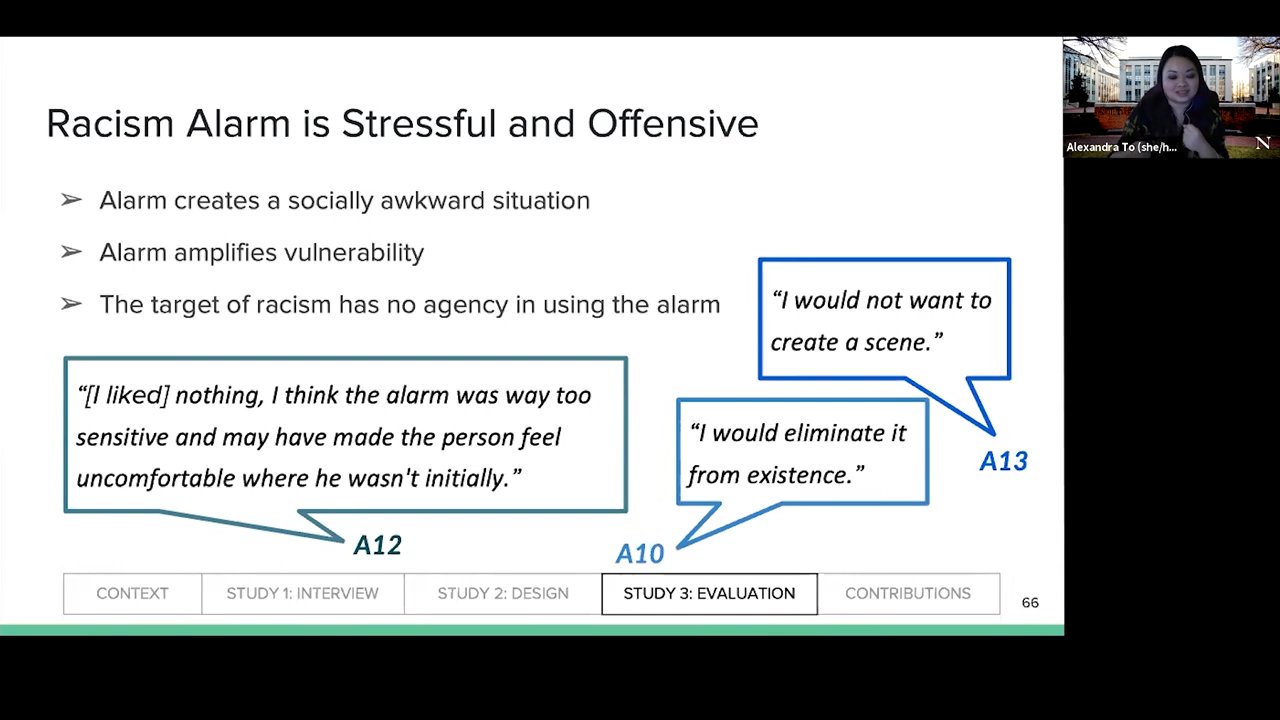 Racism Alarm is Stressful and Offensive
➢ Alarm creates a socially awkward situation
➢ Alarm amplifies vulnerability
➢ The target of racism has no agency in using the alarm
“I would not want to
create a scene.”
A13
“[I liked] nothing, I think the alarm was way too
sensitive and may have made the person feel
uncomfortable where he wasn't initially.”
A12
“I would eliminate it
from existence.”
A10
CONTEXT
STUDY 1: INTERVIEW
STUDY 2: DESIGN
STUDY 3: EVALUATION
CONTRIBUTIONS
66
Alexandra To (she/h...
N